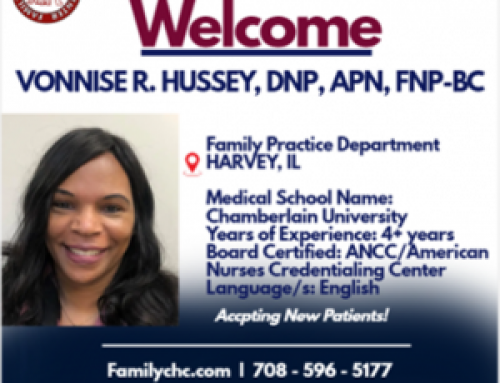 Welcome
VONNISE R. HUSSEY, DNP, APN, FNP-BC
Family Practice Department
HARVEY, IL
Medical School Name:
Chamberlain University
Years of Experience: 4+ years
Board Certified: ANCC/American
Nurses Credentialing Center
Language/s: English
Accpting New Patients!
Familychc.com | 708 - 596 - 5177